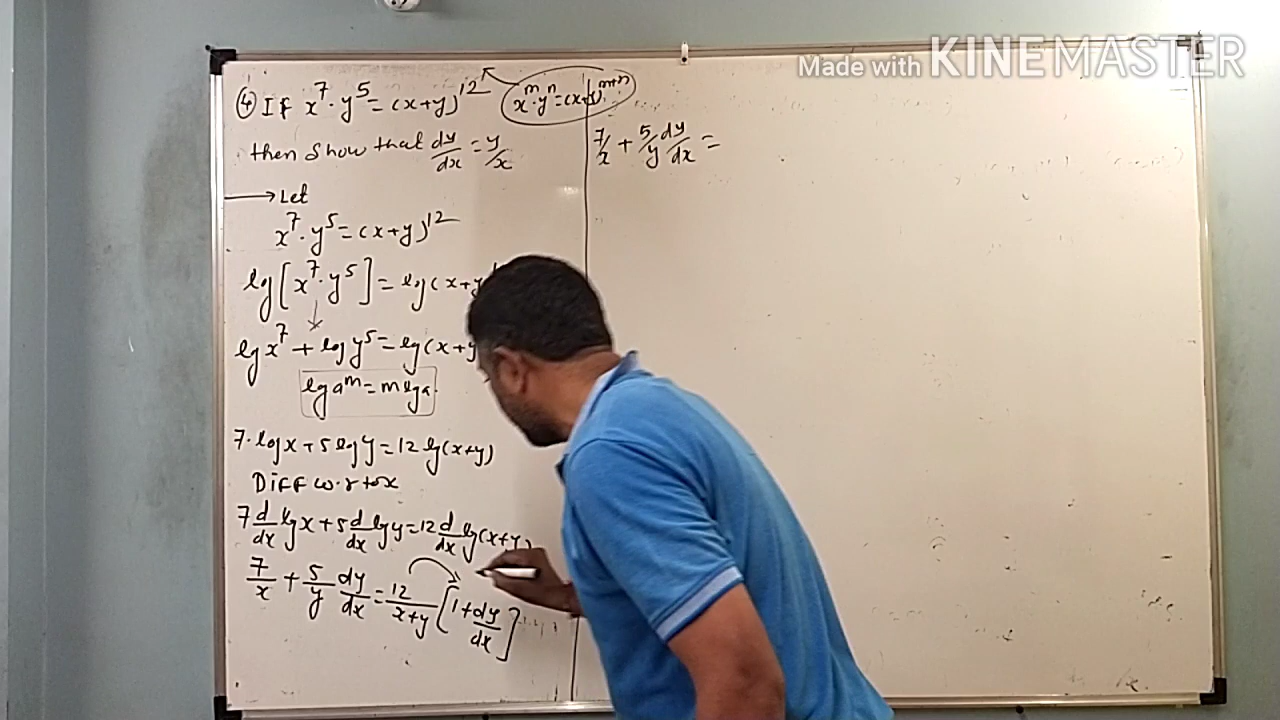 Made with KINEMASTER
④ If x⁷·y⁵=(x+y)¹²
xᵐ·yⁿ=(x+y)ᵐ⁺ⁿ
then show that dy/dx = y/x
→ Let
x⁷·y⁵=(x+y)¹²
log[x⁷·y⁵]=log(x+y
log x⁷ + log y⁵=log(x+y
log aᵐ = m log a
7·log x + 5 log y = 12 log(x+y)
Diff w.r to x
7 d/dx log x + 5 d/dx log y = 12 d/dx log(x+y)
7/x + 5/y dy/dx = 12/x+y [1+dy/dx]
7/x + 5/y dy/dx =